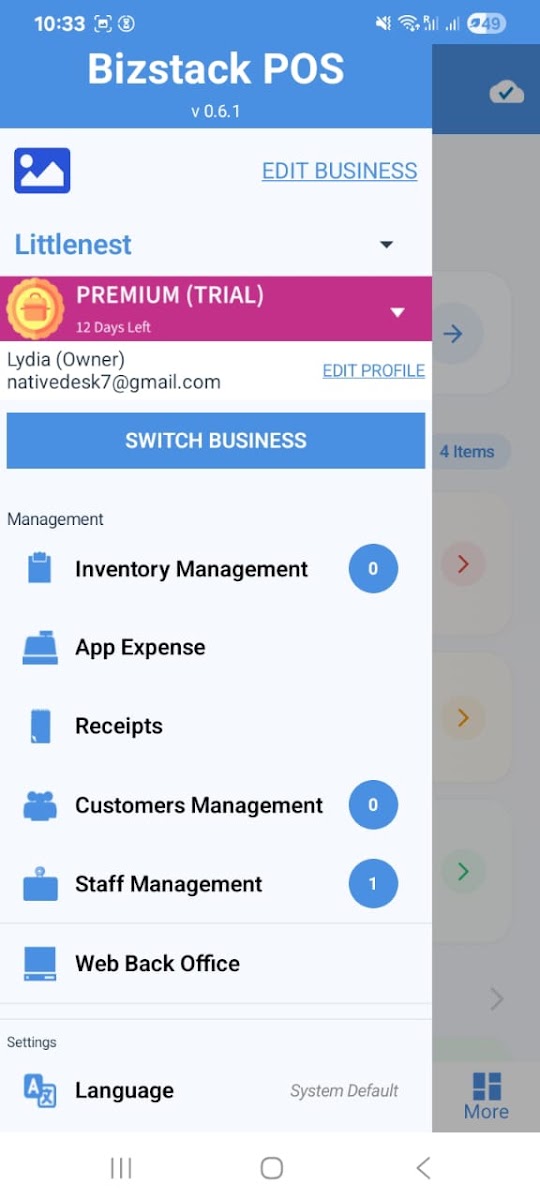 10:33
49
Bizstack POS
v 0.6.1
EDIT BUSINESS
Littlenest
PREMIUM (TRIAL)
12 Days Left
Lydia (Owner)
nativedesk7@gmail.com
EDIT PROFILE
SWITCH BUSINESS
4 Items
Management
Inventory Management 0
App Expense
Receipts
Customers Management 0
Staff Management 1
Web Back Office
Settings
Language System Default
More